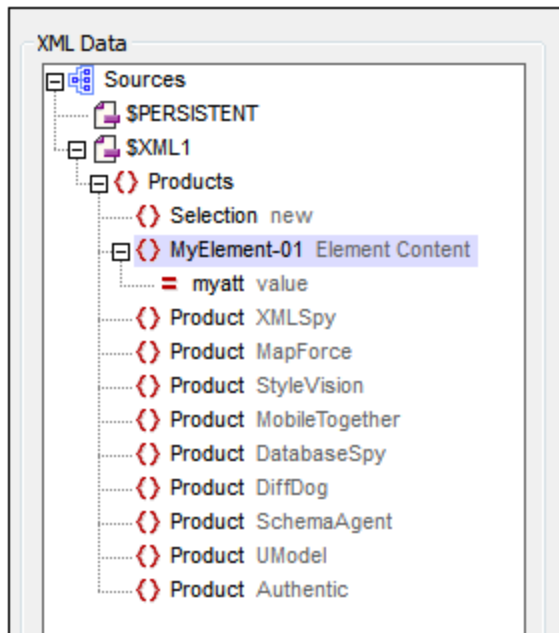 XML Data
Sources
$PERSISTENT
$XML1
Products
Selection new
MyElement-01 Element Content
myatt value
Product XMLSpy
Product MapForce
Product StyleVision
Product MobileTogether
Product DatabaseSpy
Product DiffDog
Product SchemaAgent
Product UModel
Product Authentic